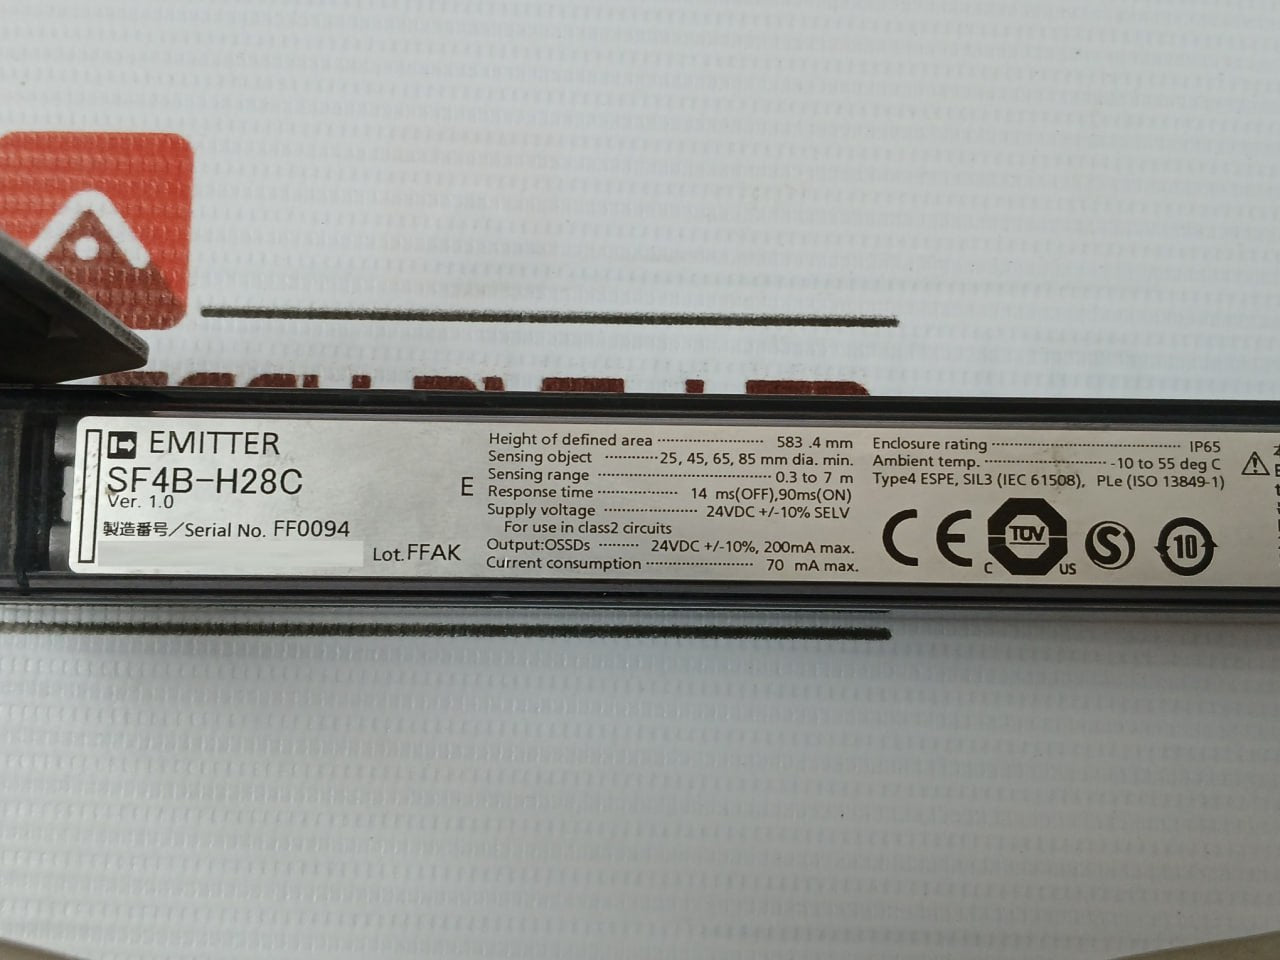 EMITTER
SF4B-H28C
Ver. 1.0
製造番号/Serial No. FF0094
Lot.FFAK
E
Height of defined area 583 .4 mm
Sensing object 25, 45, 65, 85 mm dia. min.
Sensing range 0.3 to 7 m
Response time 14 ms(OFF),90ms(ON)
Supply voltage 24VDC +/-10% SELV
For use in class2 circuits
Output:OSSDs 24VDC +/-10%, 200mA max.
Current consumption 70 mA max.
Enclosure rating IP65
Ambient temp. -10 to 55 deg C
Type4 ESPE, SIL3 (IEC 61508), PLe (ISO 13849-1)
CE
C TÜV US
S
10